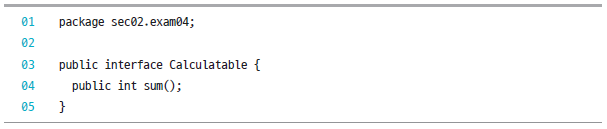 01 package sec02.exam04;
02
03 public interface Calculatable {
04 public int sum();
05 }